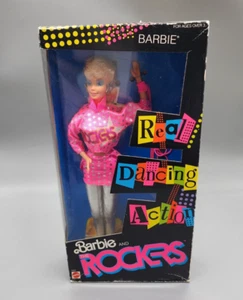 FOR AGES OVER 3
BARBIE
Real
Dancing
Action
Barbie AND
ROCKERS